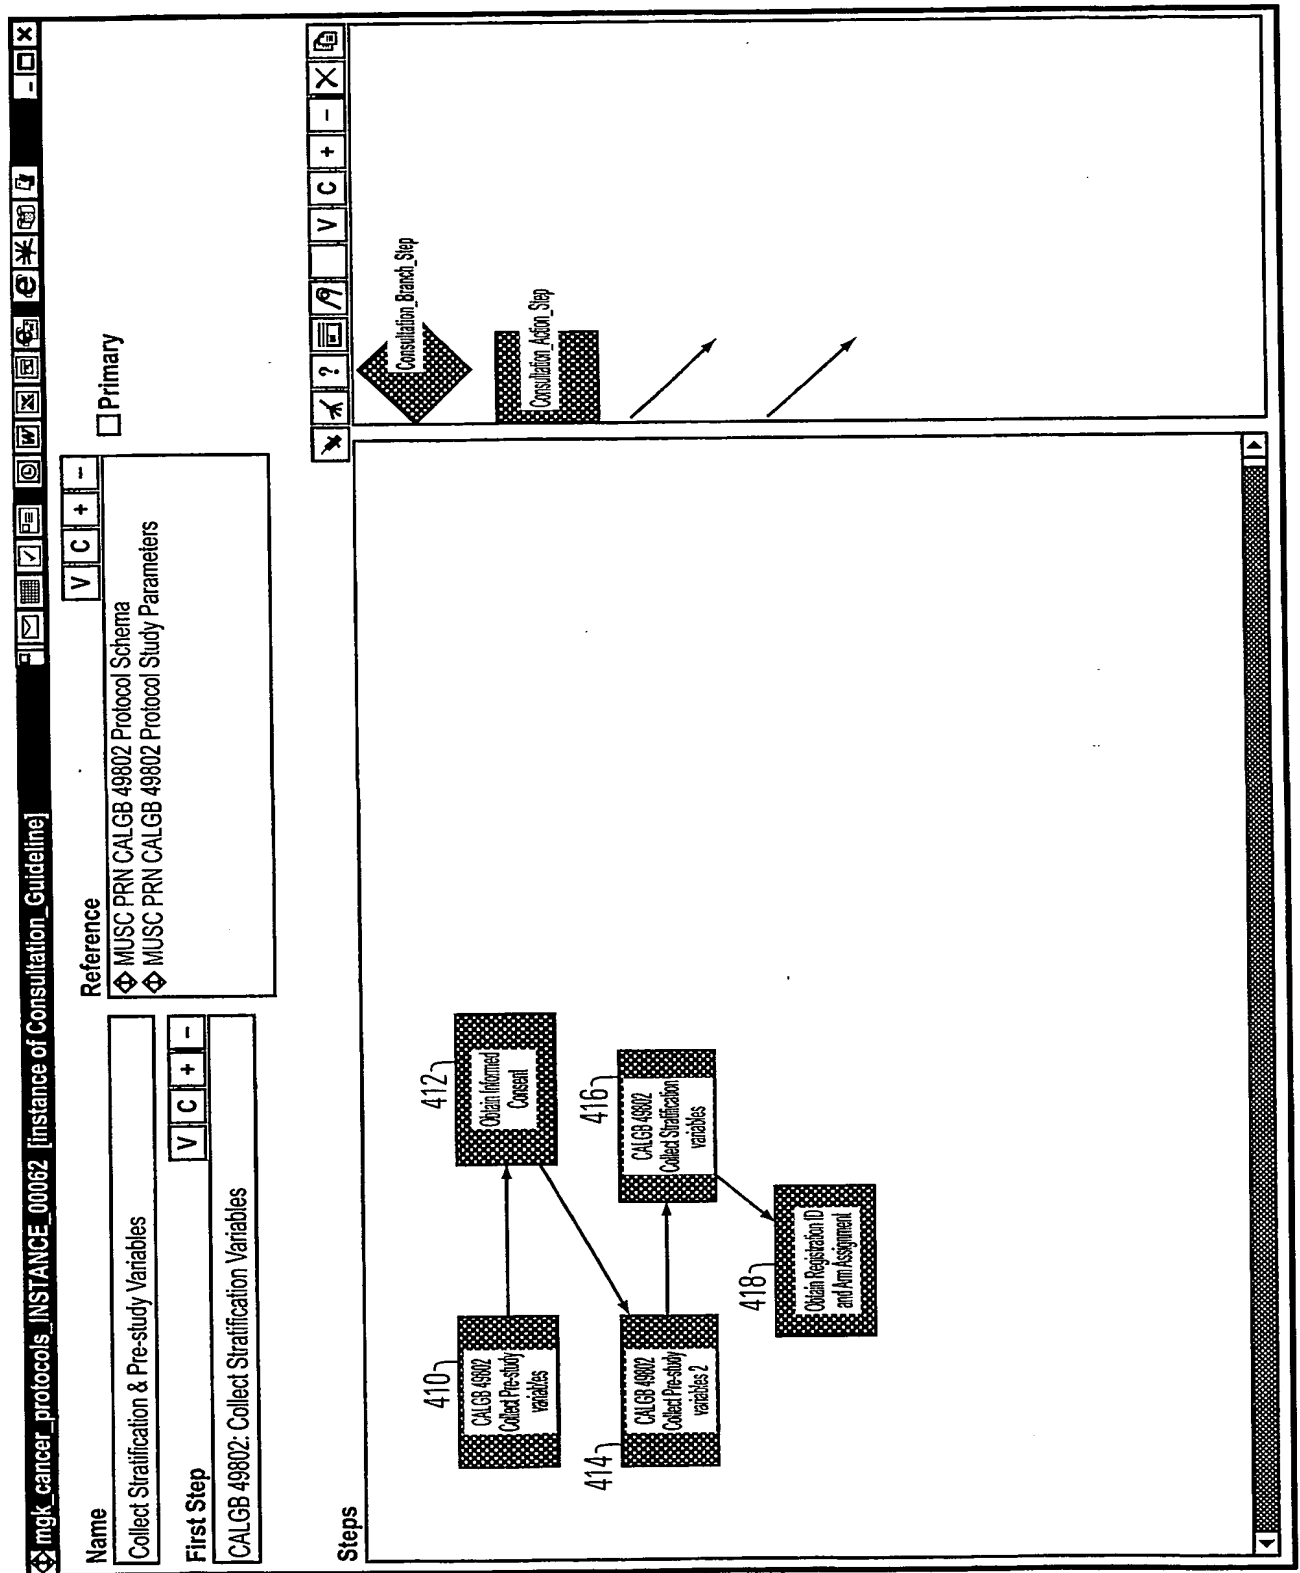 mgk_cancer_protocols_INSTANCE_00062 [instance of Consultation_Guideline]
Name
Collect Stratification & Pre-study Variables
First Step
V C + -
CALGB 49802: Collect Stratification Variables
Reference
V C + -
MUSC PRN CALGB 49802 Protocol Schema
MUSC PRN CALGB 49802 Protocol Study Parameters
Primary
Steps
? V C + -
410
CALGB 49802
Collect Pre-study
variables
412
Obtain Informed
Consent
414
CALGB 49802
Collect Pre-study
variables 2
416
CALGB 49802
Collect Stratification
variables
418
Obtain Registration ID
and Arm Assignment
Consultation_Branch_Step
Consultation_Action_Step